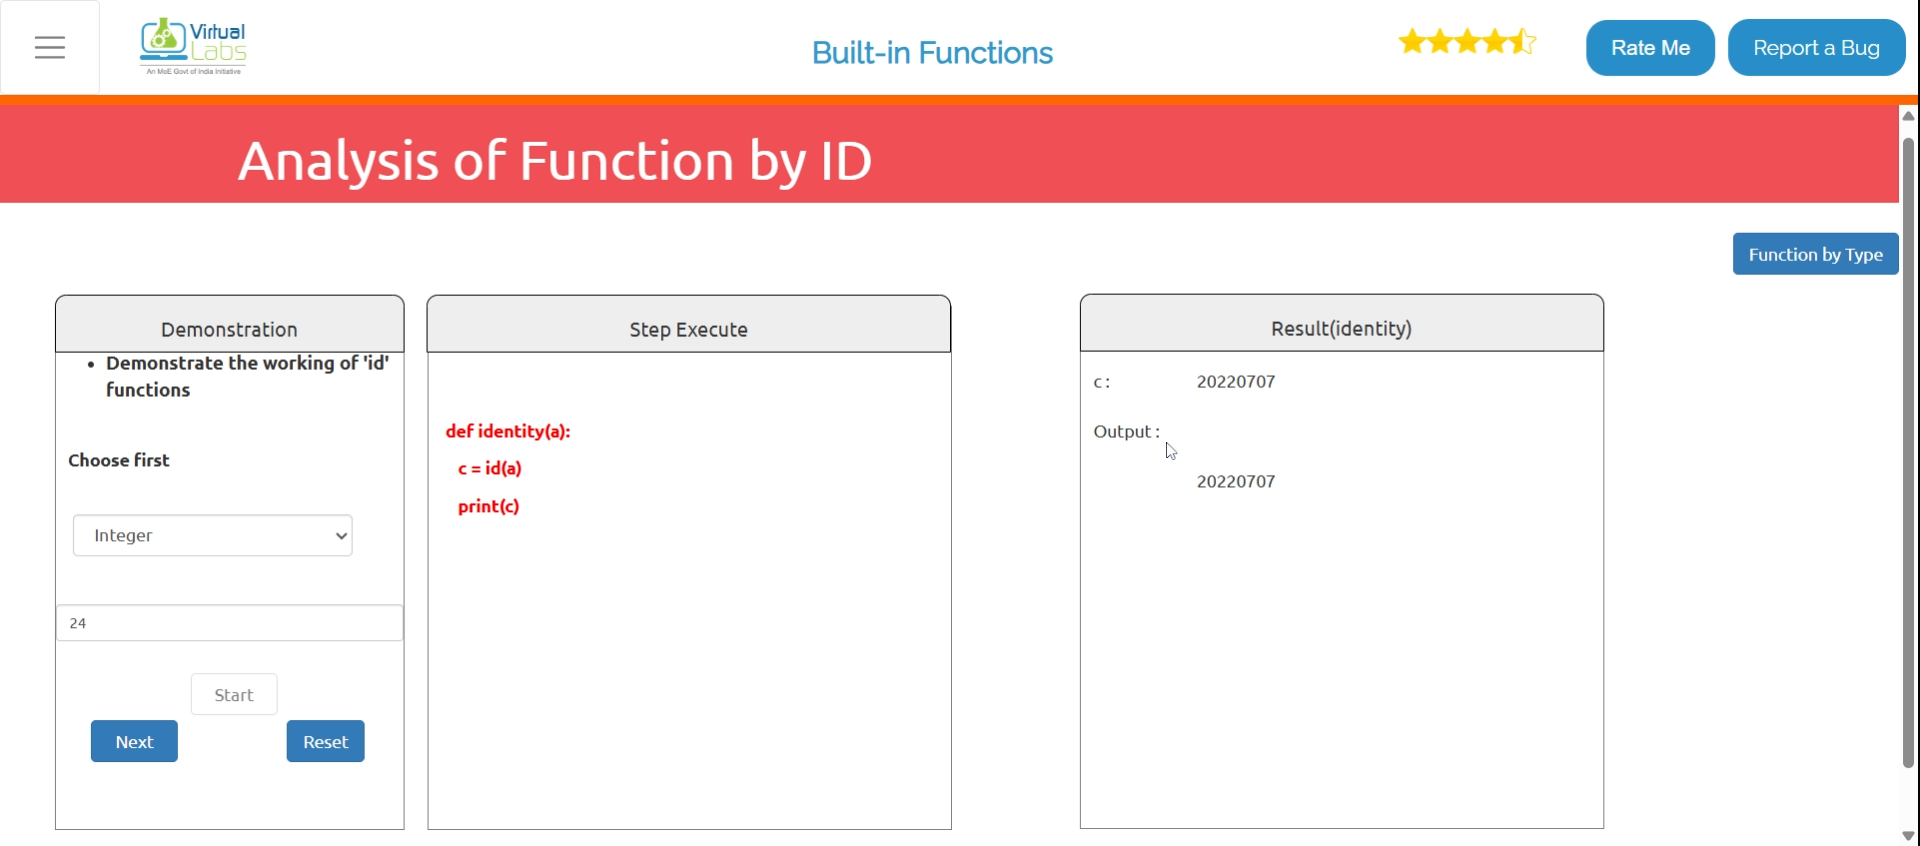 Virtual
Labs
An MoE Govt of India Initiative
Built-in Functions
Rate Me
Report a Bug
Analysis of Function by ID
Function by Type
Demonstration
• Demonstrate the working of 'id'
functions
Choose first
Integer
24
Start
Next
Reset
Step Execute
def identity(a):
c = id(a)
print(c)
Result(identity)
c: 20220707
Output:
20220707